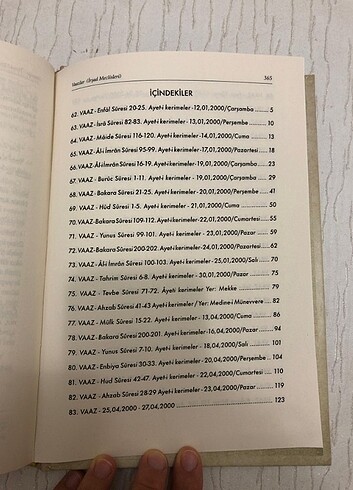 Vaazlar (İrşad Meclisleri) 365
İÇİNDEKİLER
62. VAAZ - Enfâl Sûresi 20-25. Ayet-i kerimeler -12,01,2000/Çarşamba ...... 5
63. VAAZ - İsrâ Sûresi 82-83. Ayet-i kerimeler - 13,01,2000/Perşembe ..... 10
64. VAAZ - Mâide Sûresi 116-120. Ayet-i kerimeler -14,01,2000/Cuma ...... 13
65. VAAZ - Âl-i İmrân Sûresi 95-99. Ayet-i kerimeler-17,01,2000/Pazartesi ...... 18
66. VAAZ -Âl-iİmrân Sûresi 16-19. Ayet-i kerimeler -19,01,2000/Çarşamba ...... 23
67. VAAZ - Burûc Sûresi 1-11. Ayet-i kerimeler - 19,01,2000/Çarşamba ..... 29
68. VAAZ - Bakara Sûresi 21-25. Ayet-i kerimeler - 20,01,2000/Perşembe .. 41
69. VAAZ - Hûd Sûresi 1-5. Ayet-i kerimeler - 21,01,2000/Cuma ............. 50
70. VAAZ-Bakara Sûresi109-112. Ayet-i kerimeler-22,01,2000/Cumartesi ..... 55
71. VAAZ - Yunus Sûresi 99-101. Ayet-i kerimeler - 23,01,2000/Pazar ....... 59
72. VAAZ-Bakara Sûresi200-202. Ayet-i kerimeler-24,01,2000/Pazartesi ....... 62
73. VAAZ - Âl-i İmrân Sûresi 100-103. Ayet-i kerimeler - 25,01,2000/Salı .... 70
74. VAAZ - Tahrim Sûresi 6-8. Ayet-i kerimeler - 30,01,2000/Pazar ........... 75
75. VAAZ - Tevbe Sûresi 71-72. Âyeti kerimeler Yer: Mekke .................. 79
76. VAAZ - Ahzab Sûresi 41-43 Ayet-i kerimeler / Yer: Medine-i Münevvere ....... 82
77. VAAZ - Mülk Sûresi 15-22. Ayet-i kerimeler - 13,04,2000/Cuma ......... 86
78. VAAZ - Bakara Sûresi 200-201. Ayet-i kerimeler-16,04,2000/Pazar ....... 94
79. VAAZ - Yunus Sûresi 7-10. Ayet-i kerimeler - 18,04,2000/Salı ............ 101
80. VAAZ - Enbiya Sûresi 30-33. Ayet-i kerimeler - 20,04,2000/Perşembe .. 104
81. VAAZ - Hud Sûresi 42-47. Ayet-i kerimeler - 22,04,2000/Cumartesi ..... 110
82. VAAZ - Ahzab Sûresi 28-29 Ayet-i kerimeler - 23,04,2000/Pazar ......... 119
83. VAAZ - 25,04,2000 - 27,04,2000 ................................ 123